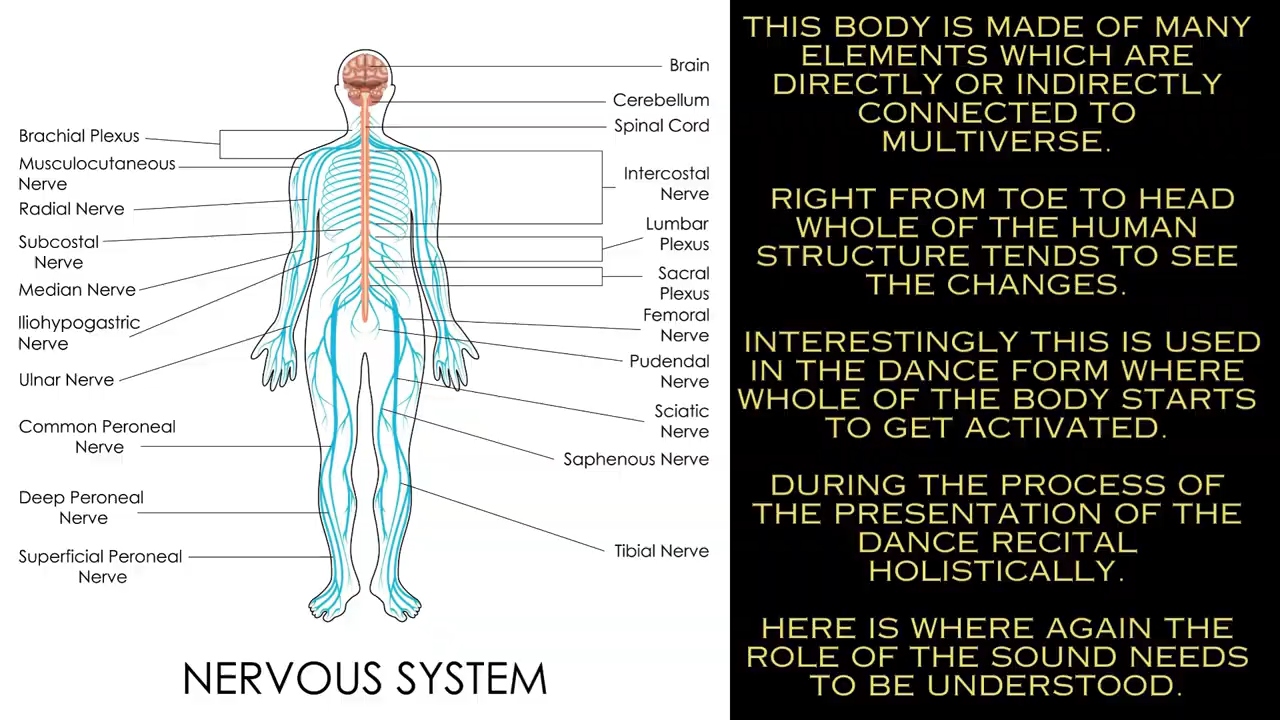 Brain
Cerebellum
Spinal Cord
Intercostal
Nerve
Lumbar
Plexus
Sacral
Plexus
Femoral
Nerve
Pudendal
Nerve
Sciatic
Nerve
Saphenous Nerve
Tibial Nerve
Brachial Plexus
Musculocutaneous
Nerve
Radial Nerve
Subcostal
Nerve
Median Nerve
Iliohypogastric
Nerve
Ulnar Nerve
Common Peroneal
Nerve
Deep Peroneal
Nerve
Superficial Peroneal
Nerve
NERVOUS SYSTEM
THIS BODY IS MADE OF MANY
ELEMENTS WHICH ARE
DIRECTLY OR INDIRECTLY
CONNECTED TO
MULTIVERSE.
RIGHT FROM TOE TO HEAD
WHOLE OF THE HUMAN
STRUCTURE TENDS TO SEE
THE CHANGES.
INTERESTINGLY THIS IS USED
IN THE DANCE FORM WHERE
WHOLE OF THE BODY STARTS
TO GET ACTIVATED.
DURING THE PROCESS OF
THE PRESENTATION OF THE
DANCE RECITAL
HOLISTICALLY.
HERE IS WHERE AGAIN THE
ROLE OF THE SOUND NEEDS
TO BE UNDERSTOOD.